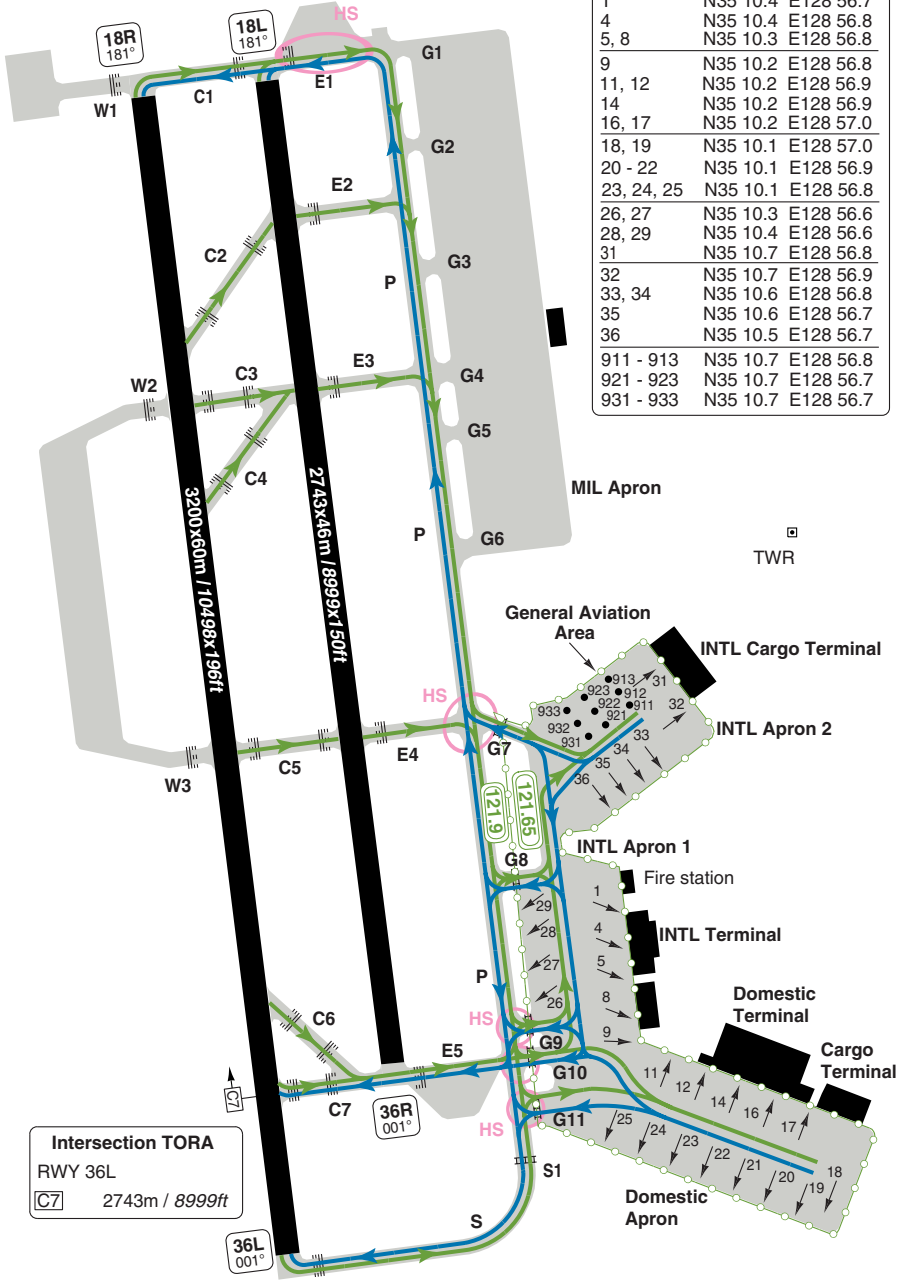 1 N35 10.4 E128 56.7
4 N35 10.4 E128 56.8
5, 8 N35 10.3 E128 56.8
9 N35 10.2 E128 56.8
11, 12 N35 10.2 E128 56.9
14 N35 10.2 E128 56.9
16, 17 N35 10.2 E128 57.0
18, 19 N35 10.1 E128 57.0
20 - 22 N35 10.1 E128 56.9
23, 24, 25 N35 10.1 E128 56.8
26, 27 N35 10.3 E128 56.6
28, 29 N35 10.4 E128 56.6
31 N35 10.7 E128 56.8
32 N35 10.7 E128 56.9
33, 34 N35 10.6 E128 56.8
35 N35 10.6 E128 56.7
36 N35 10.5 E128 56.7
911 - 913 N35 10.7 E128 56.8
921 - 923 N35 10.7 E128 56.7
931 - 933 N35 10.7 E128 56.7
HS
18R
181°
18L
181°
G1
W1
C1
E1
G2
E2
C2
G3
P
W2
C3
E3
G4
G5
C4
3200x60m / 10498x196ft
2743x46m / 8999x150ft
MIL Apron
P
G6
TWR
General Aviation
Area
INTL Cargo Terminal
HS
913
31
923
912
922
911
933
921
932
931
32
33
34
35
36
INTL Apron 2
G7
E4
C5
W3
121.9
121.65
G8
INTL Apron 1
Fire station
29
1
28
4
INTL Terminal
27
5
P
26
8
Domestic
Terminal
C6
HS
G9
9
E5
G10
11
12
14
16
17
Cargo
Terminal
C7
C7
36R
001°
HS
G11
25
24
23
22
21
20
19
18
Intersection TORA
RWY 36L
C7 2743m / 8999ft
S1
Domestic
Apron
S
36L
001°